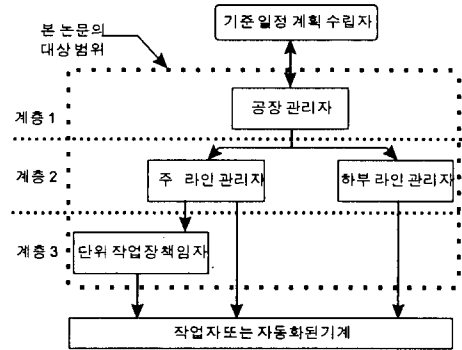 기준 일정 계획 수립자
본 논문의
대상 범위
공장 관리자
계층 1
계층 2
주 라인 관리자
하부 라인 관리자
계층 3
단위 작업장 책임자
작업자 또는 자동화된 기계